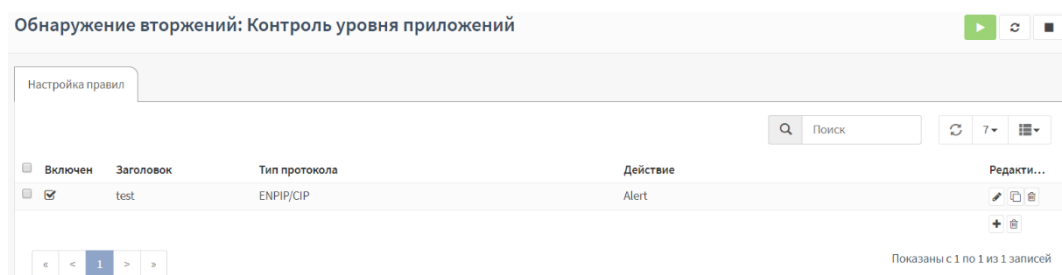 Обнаружение вторжений: Контроль уровня приложений
Настройка правил
Поиск 7
Включен Заголовок Тип протокола Действие Редакти...
test ENPIP/CIP Alert
« < 1 > »
Показаны с 1 по 1 из 1 записей